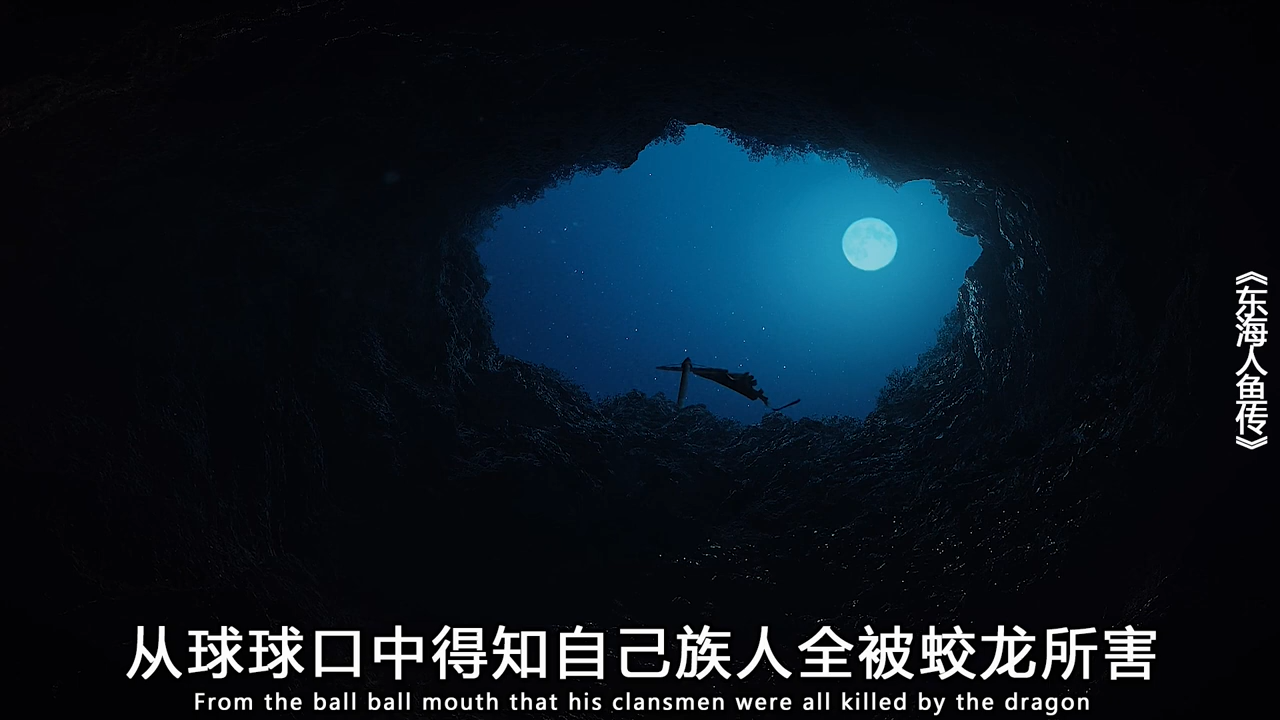 《东海人鱼传》
从球球口中得知自己族人全被蛟龙所害
From the ball ball mouth that his clansmen were all killed by the dragon